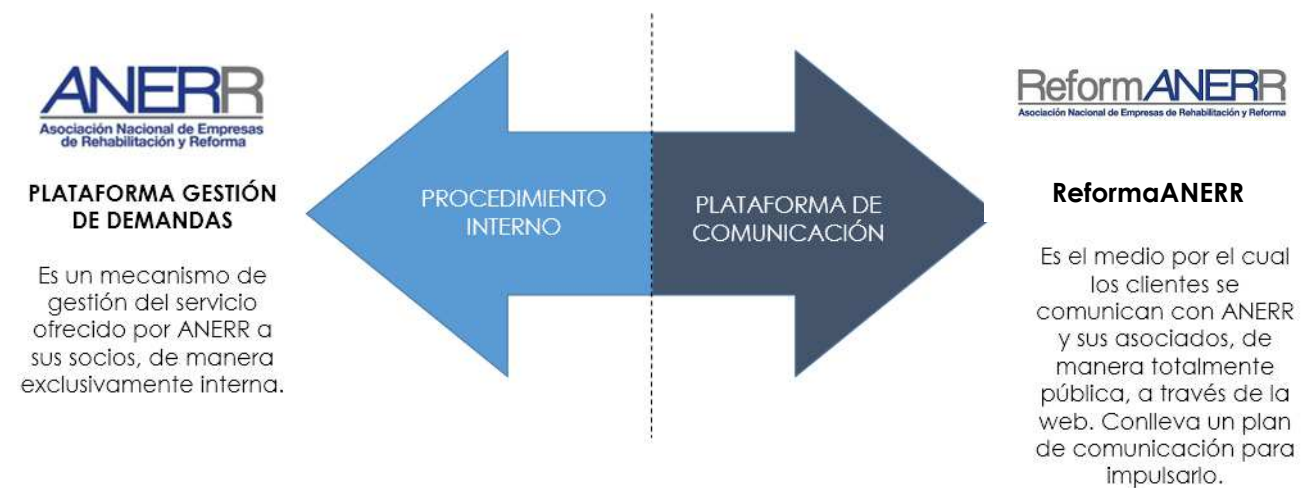 ANERR
Asociación Nacional de Empresas
de Rehabilitación y Reforma
PLATAFORMA GESTIÓN
DE DEMANDAS
Es un mecanismo de
gestión del servicio
ofrecido por ANERR a
sus socios, de manera
exclusivamente interna.
PROCEDIMIENTO
INTERNO
PLATAFORMA DE
COMUNICACIÓN
ReformANERR
Asociación Nacional de Empresas de Rehabilitación y Reforma
ReformaANERR
Es el medio por el cual
los clientes se
comunican con ANERR
y sus asociados, de
manera totalmente
pública, a través de la
web. Conlleva un plan
de comunicación para
impulsarlo.